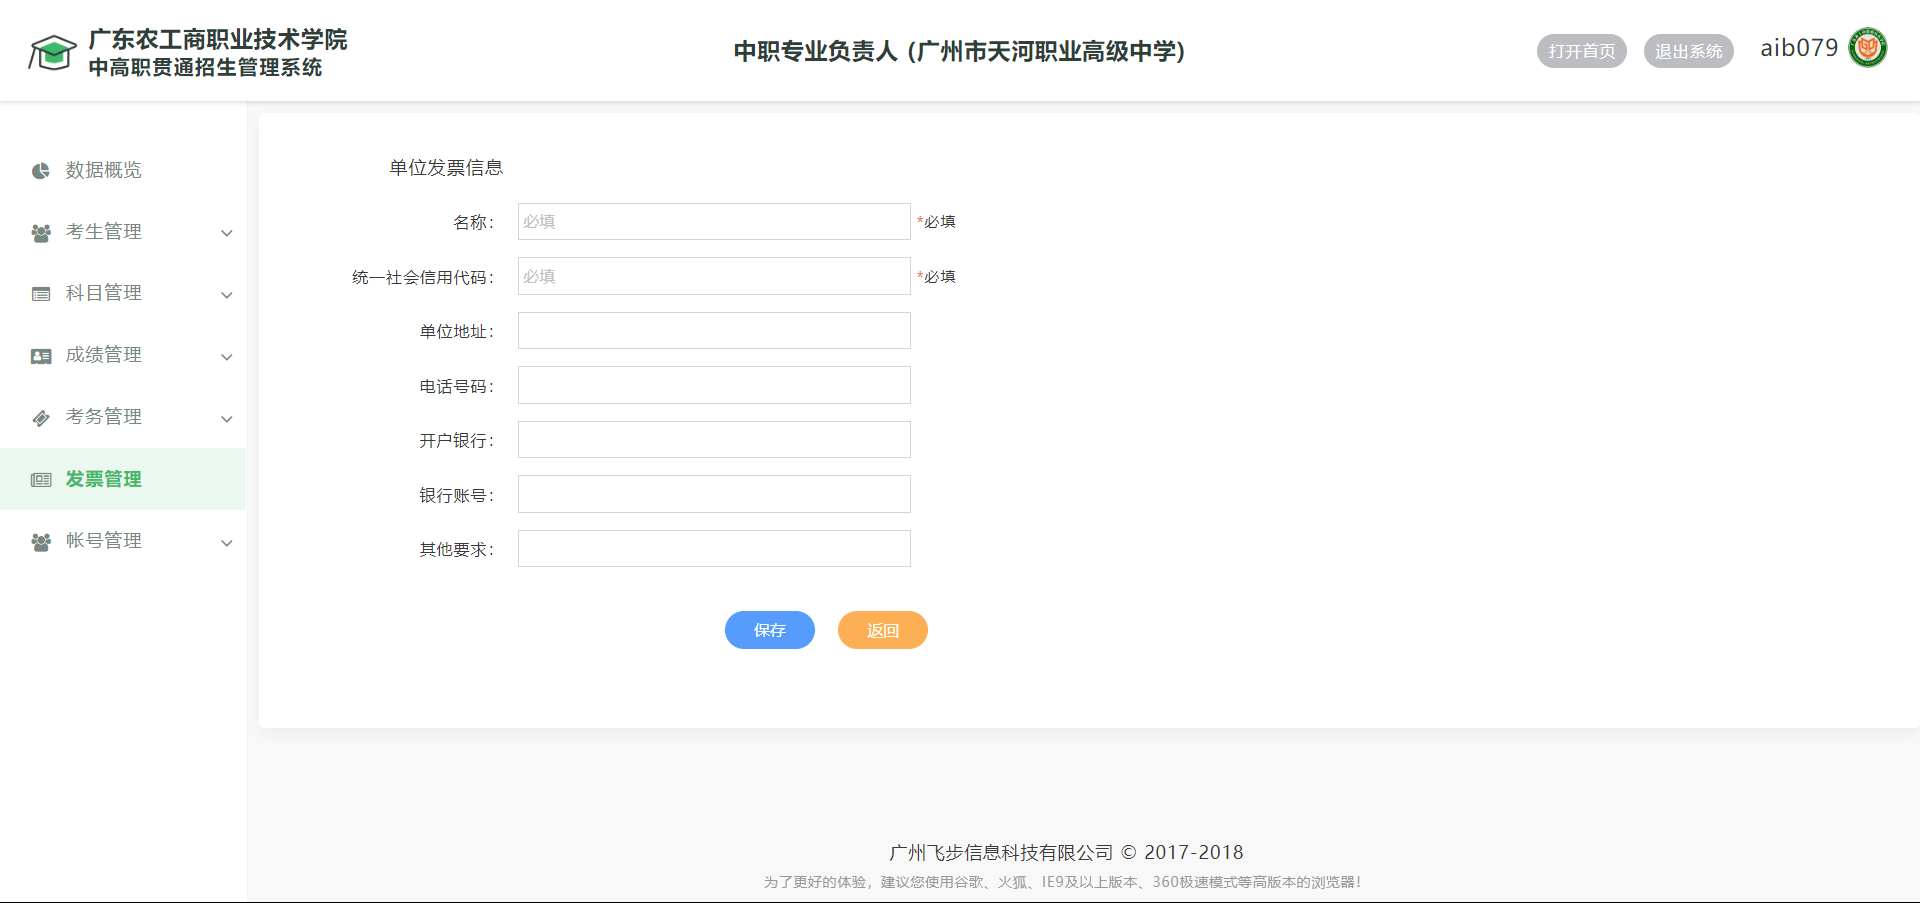 广东农工商职业技术学院
中高职贯通招生管理系统
中职专业负责人 (广州市天河职业高级中学)
打开首页
退出系统
aib079
数据概览
考生管理
科目管理
成绩管理
考务管理
发票管理
帐号管理
单位发票信息
名称：
必填
*必填
统一社会信用代码：
必填
*必填
单位地址：
电话号码：
开户银行：
银行账号：
其他要求：
保存
返回
广州飞步信息科技有限公司 © 2017-2018
为了更好的体验，建议您使用谷歌、火狐、IE9及以上版本、360极速模式等高版本的浏览器！